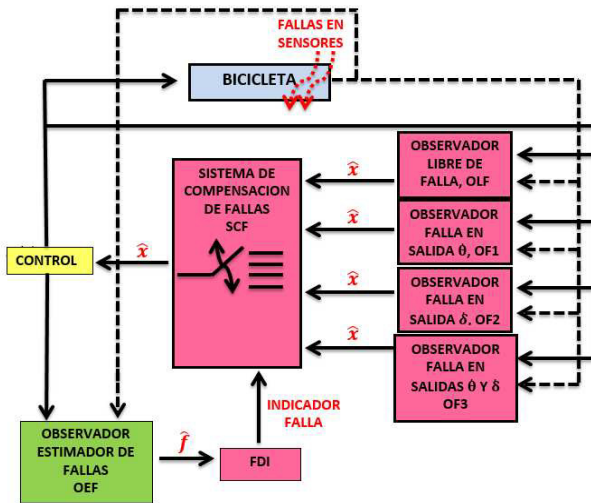 FALLAS EN
SENSORES
BICICLETA
SISTEMA DE
COMPENSACION
DE FALLAS
SCF
OBSERVADOR
LIBRE DE
FALLA, OLF
x̂
OBSERVADOR
FALLA EN
SALIDA θ, OF1
x̂
OBSERVADOR
FALLA EN
SALIDA δ. OF2
x̂
OBSERVADOR
FALLA EN
SALIDAS θ Y δ
OF3
x̂
CONTROL
x̂
INDICADOR
FALLA
OBSERVADOR
ESTIMADOR DE
FALLAS
OEF
f̂
FDI